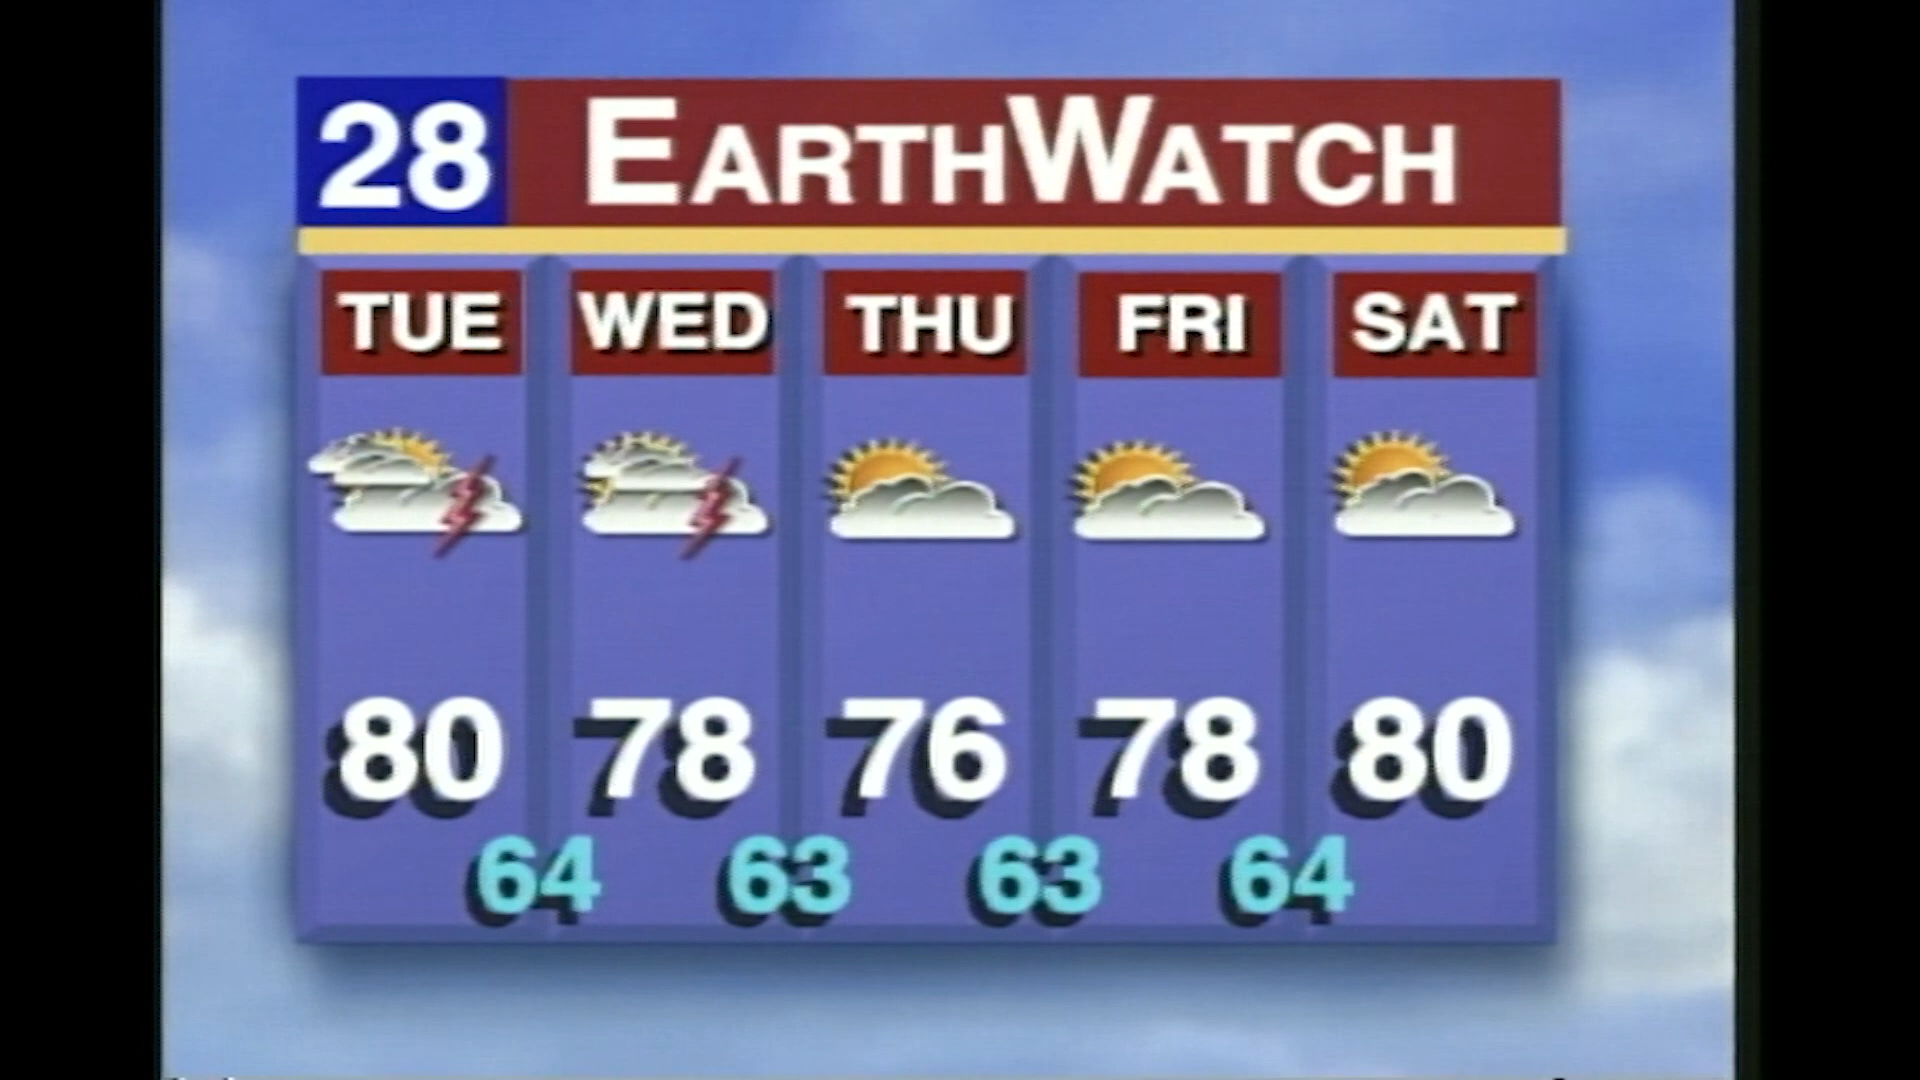 28 EARTHWATCH
TUE WED THU FRI SAT
80 78 76 78 80
64 63 63 64